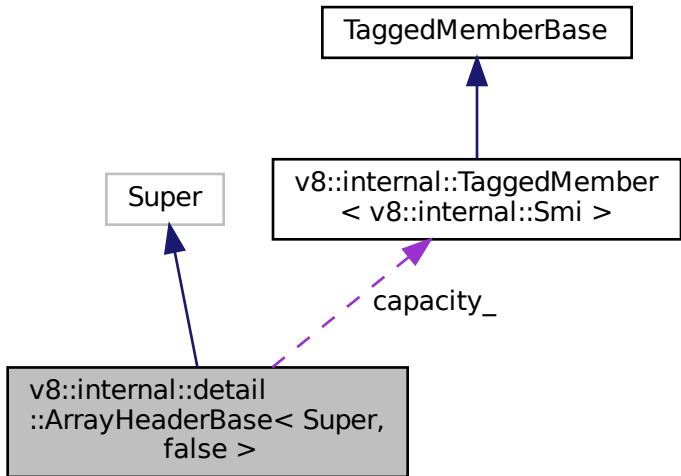 TaggedMemberBase
Super
v8::internal::TaggedMember
< v8::internal::Smi >
capacity_
v8::internal::detail
::ArrayHeaderBase< Super,
false >